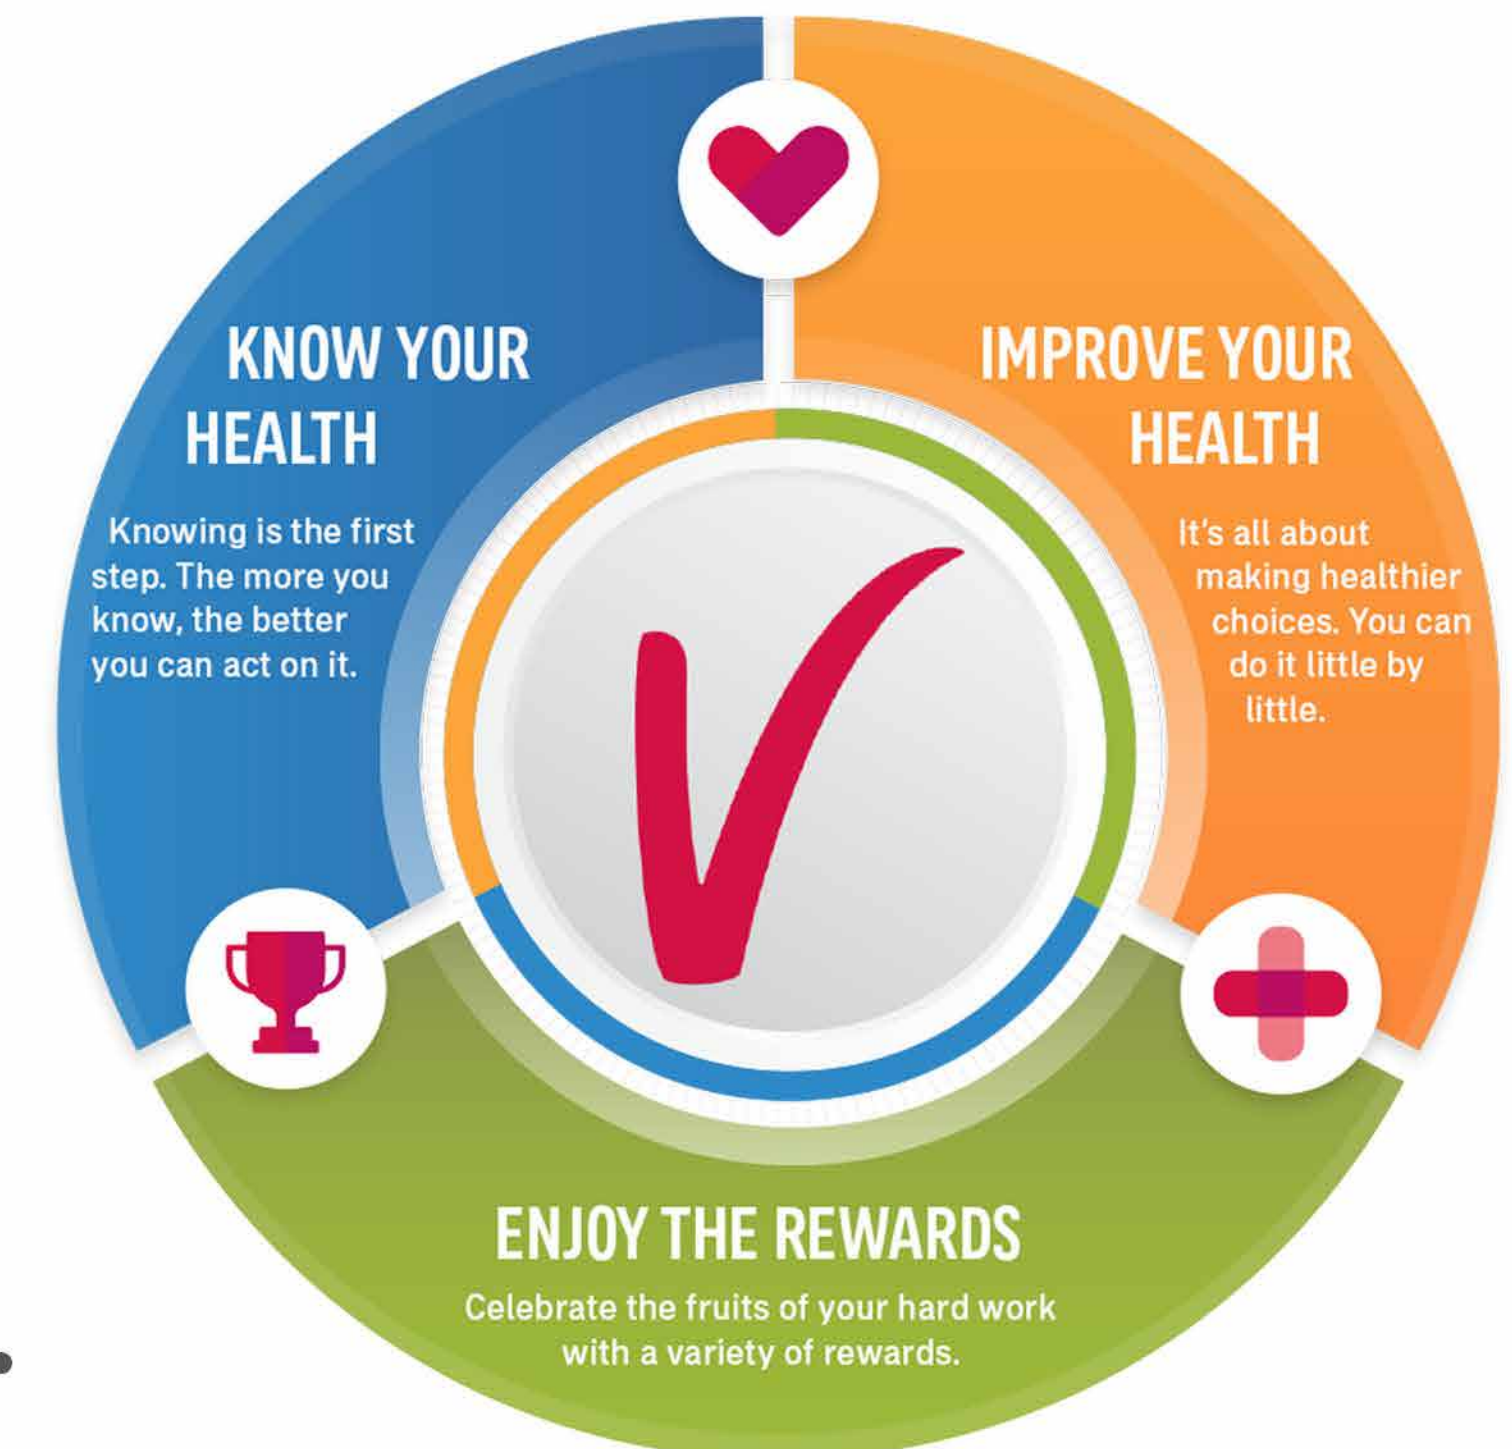 KNOW YOUR
HEALTH
Knowing is the first
step. The more you
know, the better
you can act on it.
IMPROVE YOUR
HEALTH
It's all about
making healthier
choices. You can
do it little by
little.
ENJOY THE REWARDS
Celebrate the fruits of your hard work
with a variety of rewards.